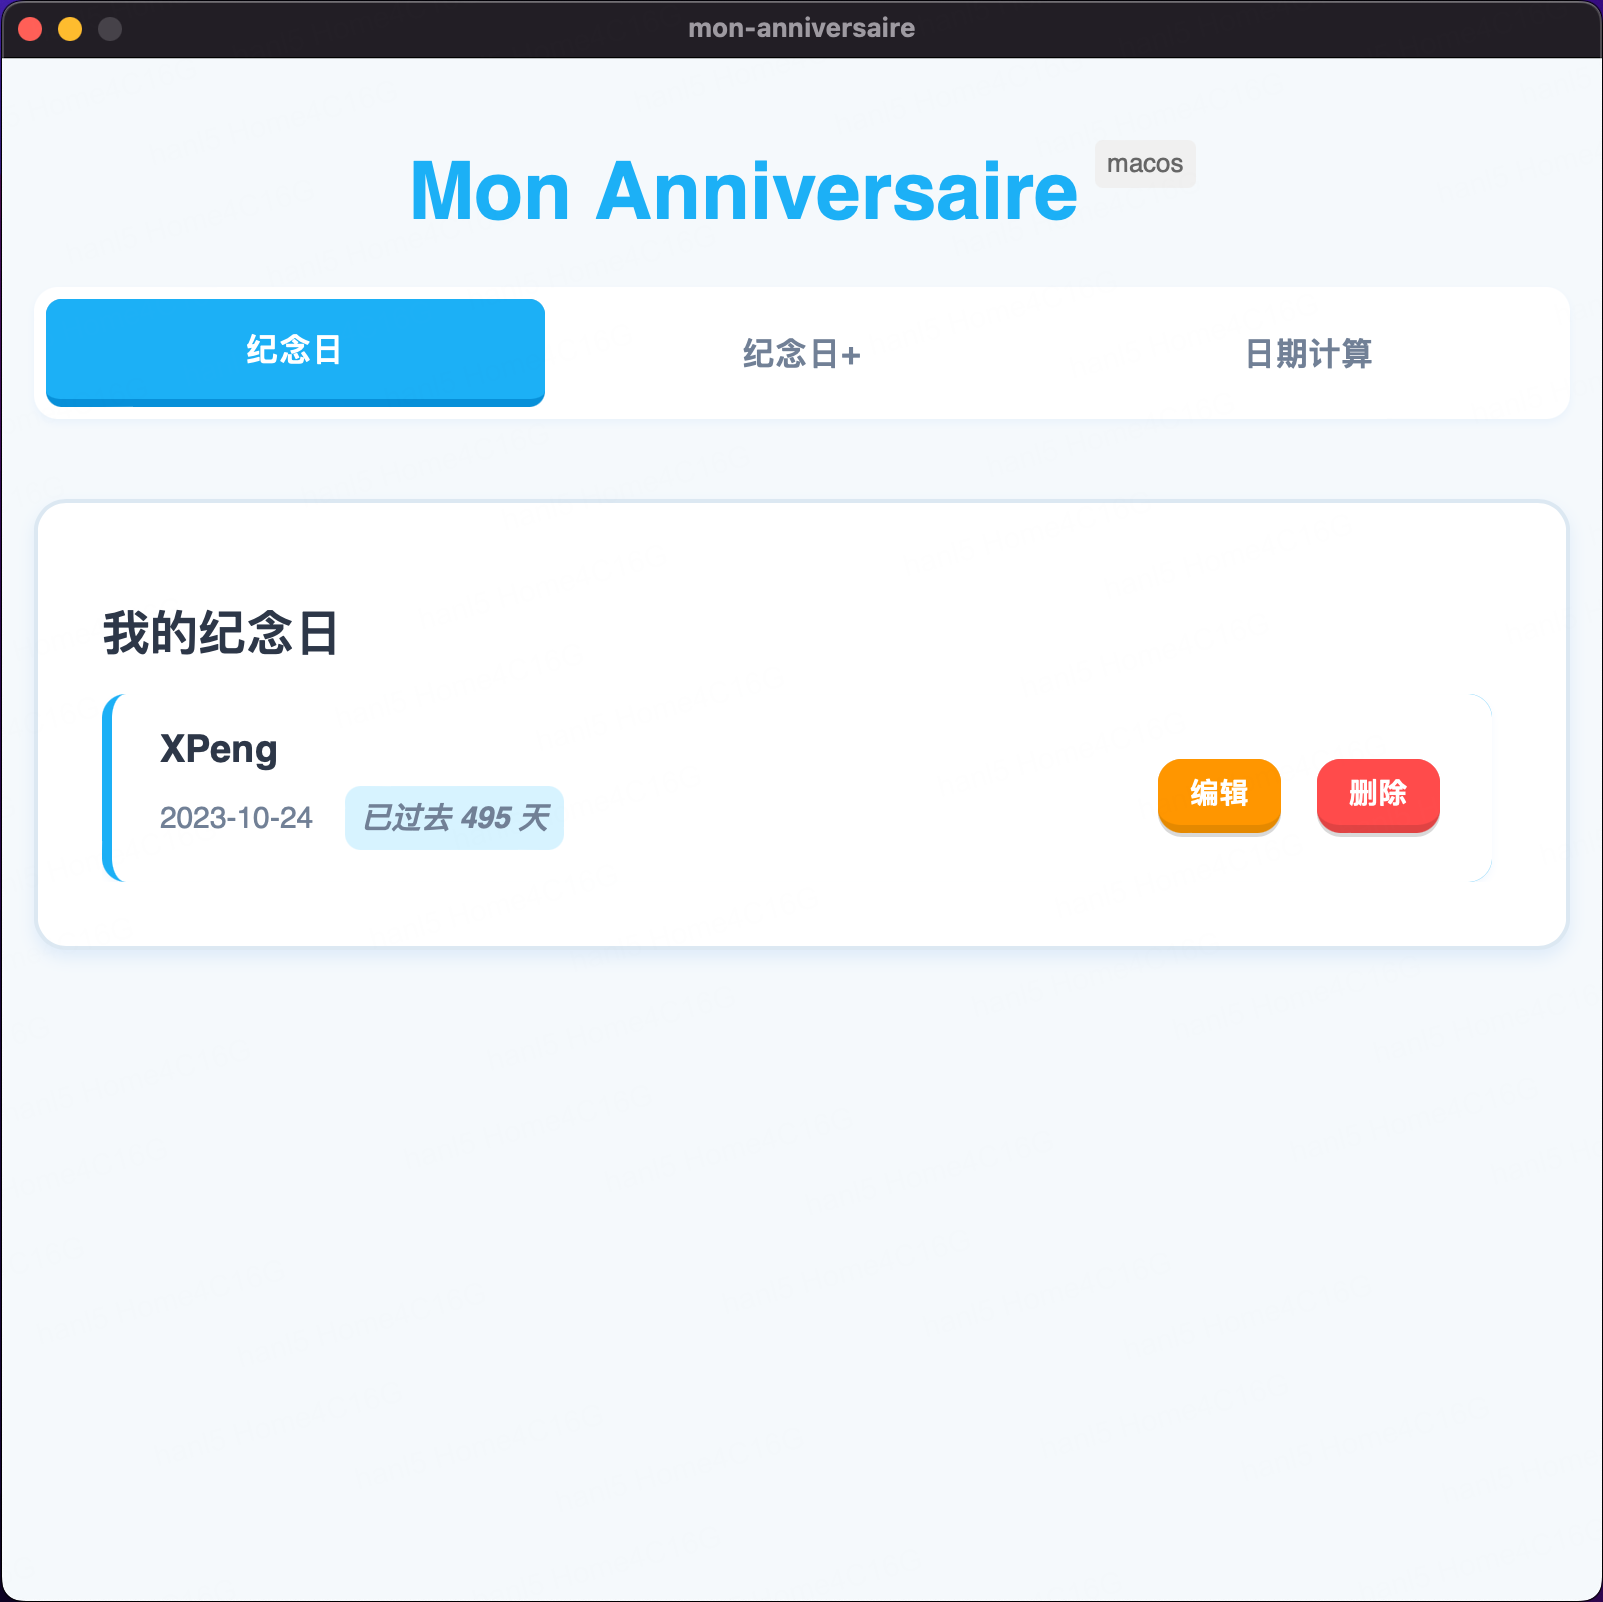 mon-anniversaire
Mon Anniversaire macos
纪念日 纪念日+ 日期计算
我的纪念日
XPeng
2023-10-24 已过去 495 天
编辑 删除